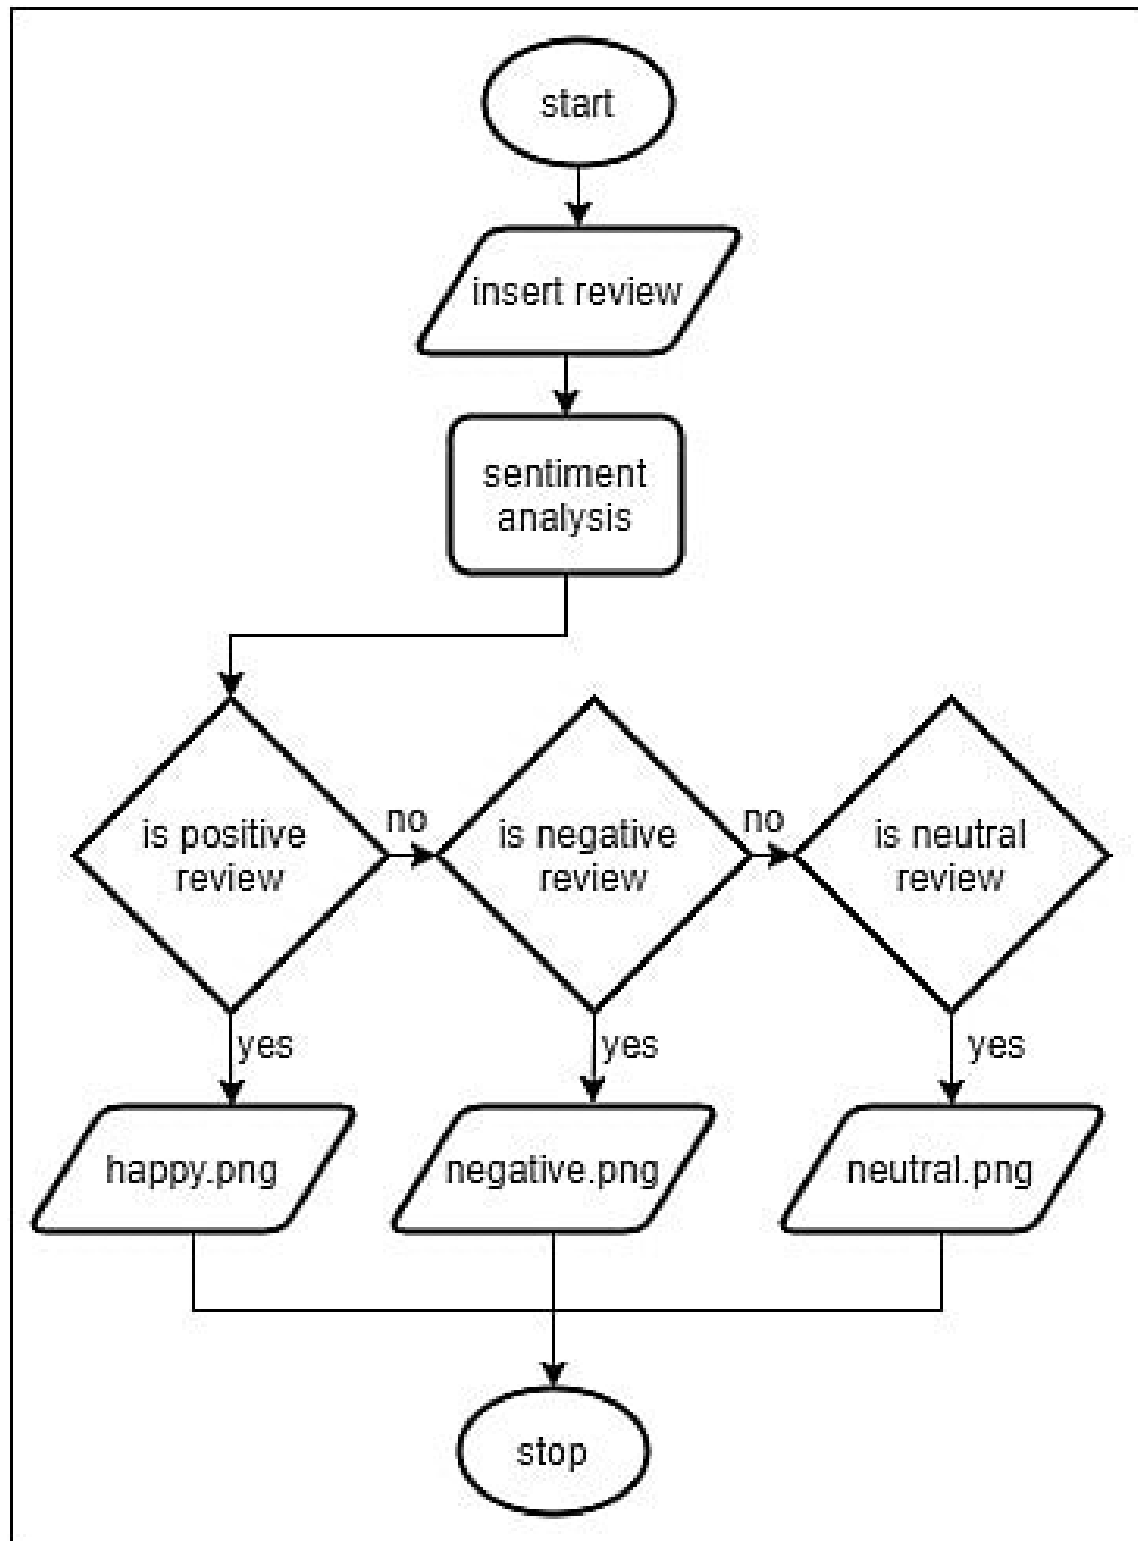 start
insert review
sentiment
analysis
is positive
review
no
is negative
review
no
is neutral
review
yes
yes
yes
happy.png
negative.png
neutral.png
stop